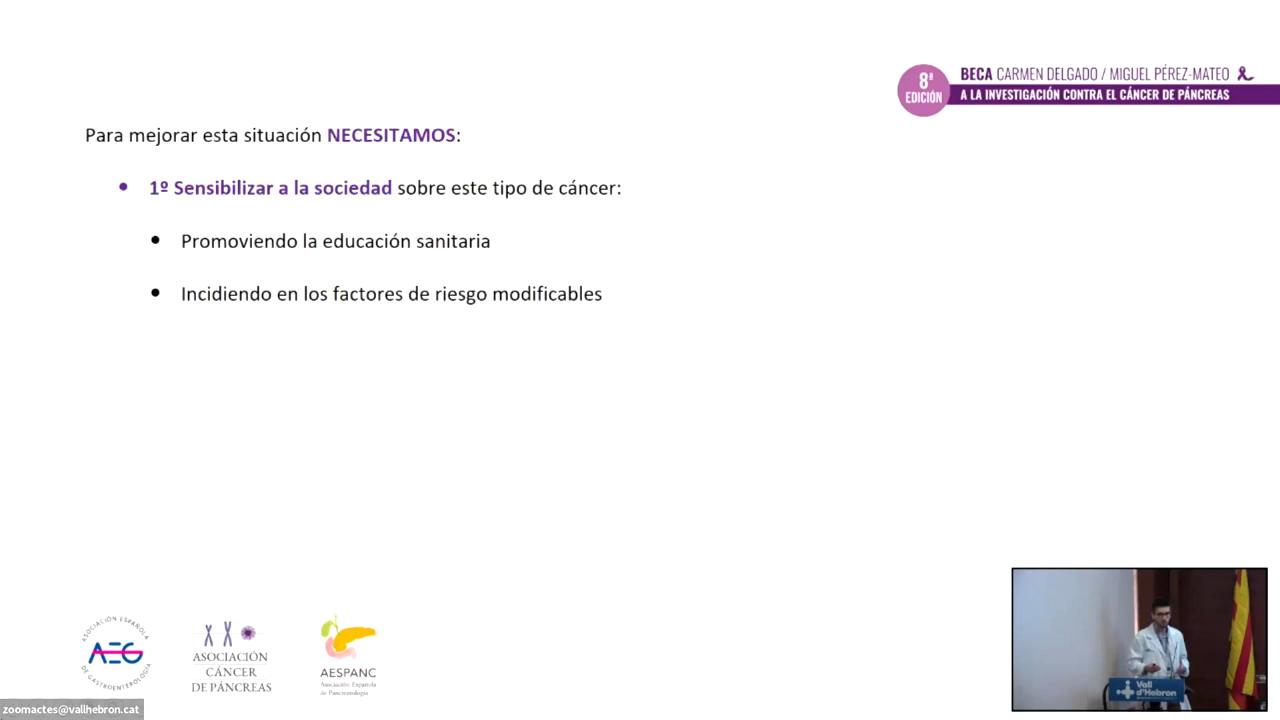 8ª
EDICIÓN
BECA CARMEN DELGADO / MIGUEL PÉREZ-MATEO
A LA INVESTIGACIÓN CONTRA EL CÁNCER DE PÁNCREAS
Para mejorar esta situación NECESITAMOS:
• 1º Sensibilizar a la sociedad sobre este tipo de cáncer:
• Promoviendo la educación sanitaria
• Incidiendo en los factores de riesgo modificables
ASOCIACIÓN ESPAÑOLA
AEG
DE GASTROENTEROLOGÍA
ASOCIACIÓN
CÁNCER
DE PÁNCREAS
AESPANC
Asociación Española
de Pancreatología
Vall
d'Hebron
zoomactes@vallhebron.cat